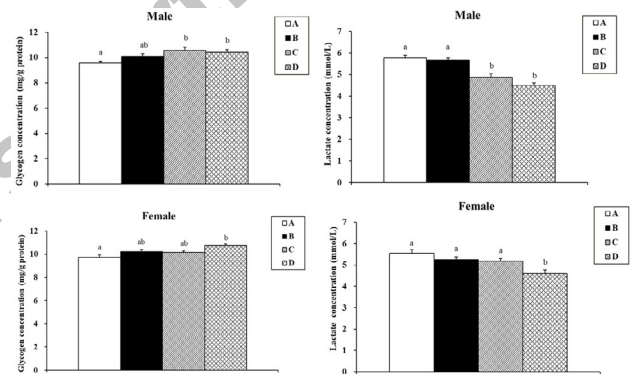 Male
Glycogen concentration (mg/g protein)
12
10
8
6
4
2
0
a
ab
b
b
A
B
C
D
Male
Lactate concentration (mmol/L)
7
6
5
4
3
2
1
0
a
a
b
b
A
B
C
D
Female
Glycogen concentration (mg/g protein)
12
10
8
6
4
2
0
a
ab
ab
b
A
B
C
D
Female
Lactate concentration (mmol/L)
7
6
5
4
3
2
1
0
a
a
a
b
A
B
C
D